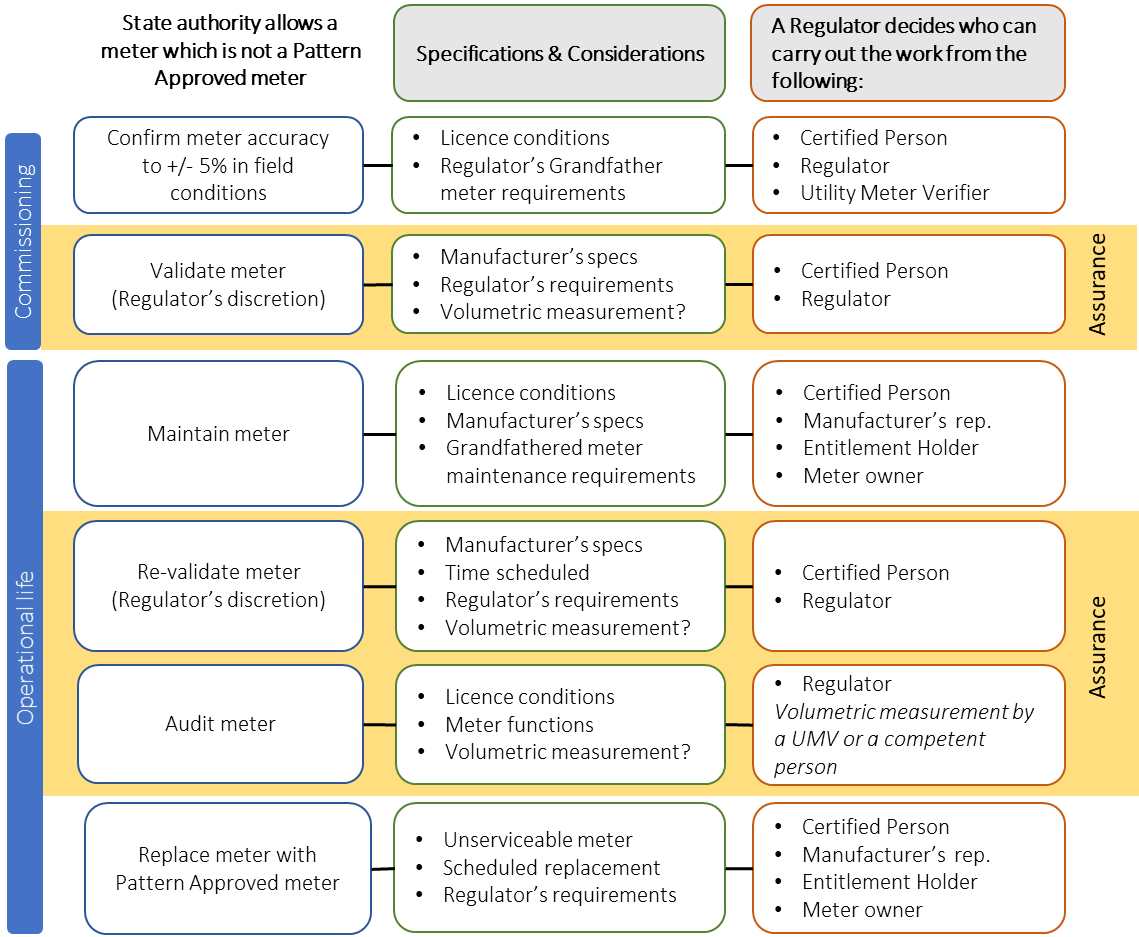 State authority allows a
meter which is not a Pattern
Approved meter
Specifications & Considerations
A Regulator decides who can
carry out the work from the
following:
Commissioning
Confirm meter accuracy
to +/- 5% in field
conditions
• Licence conditions
• Regulator's Grandfather
meter requirements
• Certified Person
• Regulator
• Utility Meter Verifier
Validate meter
(Regulator's discretion)
• Manufacturer's specs
• Regulator's requirements
• Volumetric measurement?
• Certified Person
• Regulator
Assurance
Operational life
Maintain meter
• Licence conditions
• Manufacturer's specs
• Grandfathered meter
maintenance requirements
• Certified Person
• Manufacturer's rep.
• Entitlement Holder
• Meter owner
Re-validate meter
(Regulator's discretion)
• Manufacturer's specs
• Time scheduled
• Regulator's requirements
• Volumetric measurement?
• Certified Person
• Regulator
Assurance
Audit meter
• Licence conditions
• Meter functions
• Volumetric measurement?
• Regulator
Volumetric measurement by
a UMV or a competent
person
Replace meter with
Pattern Approved meter
• Unserviceable meter
• Scheduled replacement
• Regulator's requirements
• Certified Person
• Manufacturer's rep.
• Entitlement Holder
• Meter owner